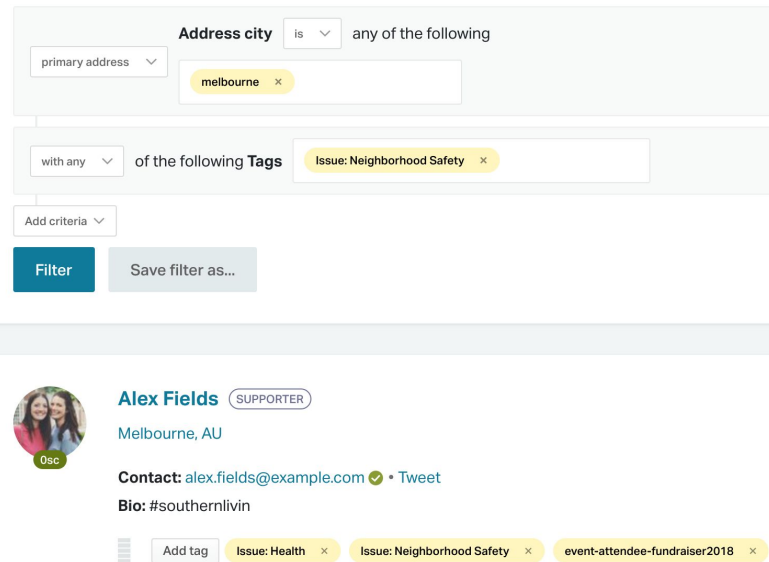 Address city is any of the following
primary address
melbourne ×
with any of the following Tags Issue: Neighborhood Safety ×
Add criteria
Filter Save filter as...
Alex Fields SUPPORTER
Melbourne, AU
0sc
Contact: alex.fields@example.com • Tweet
Bio: #southernlivin
Add tag Issue: Health × Issue: Neighborhood Safety × event-attendee-fundraiser2018 ×